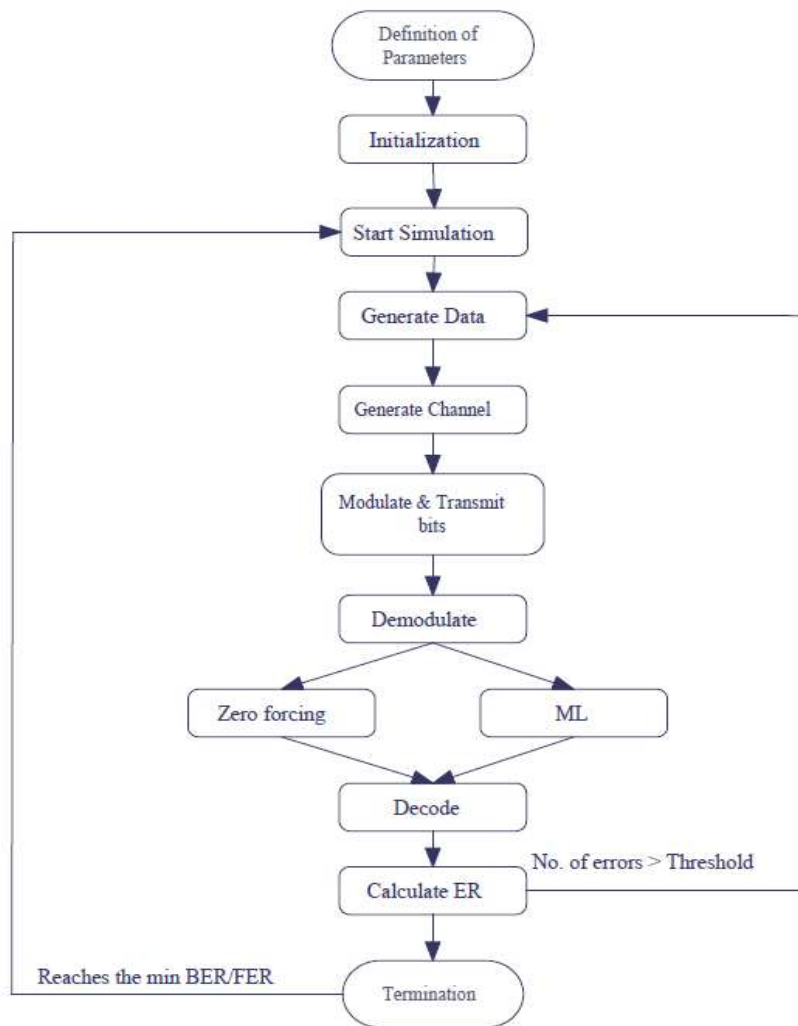 Definition of
Parameters
Initialization
Start Simulation
Generate Data
Generate Channel
Modulate & Transmit
bits
Demodulate
Zero forcing
ML
Decode
No. of errors > Threshold
Calculate ER
Reaches the min BER/FER
Termination